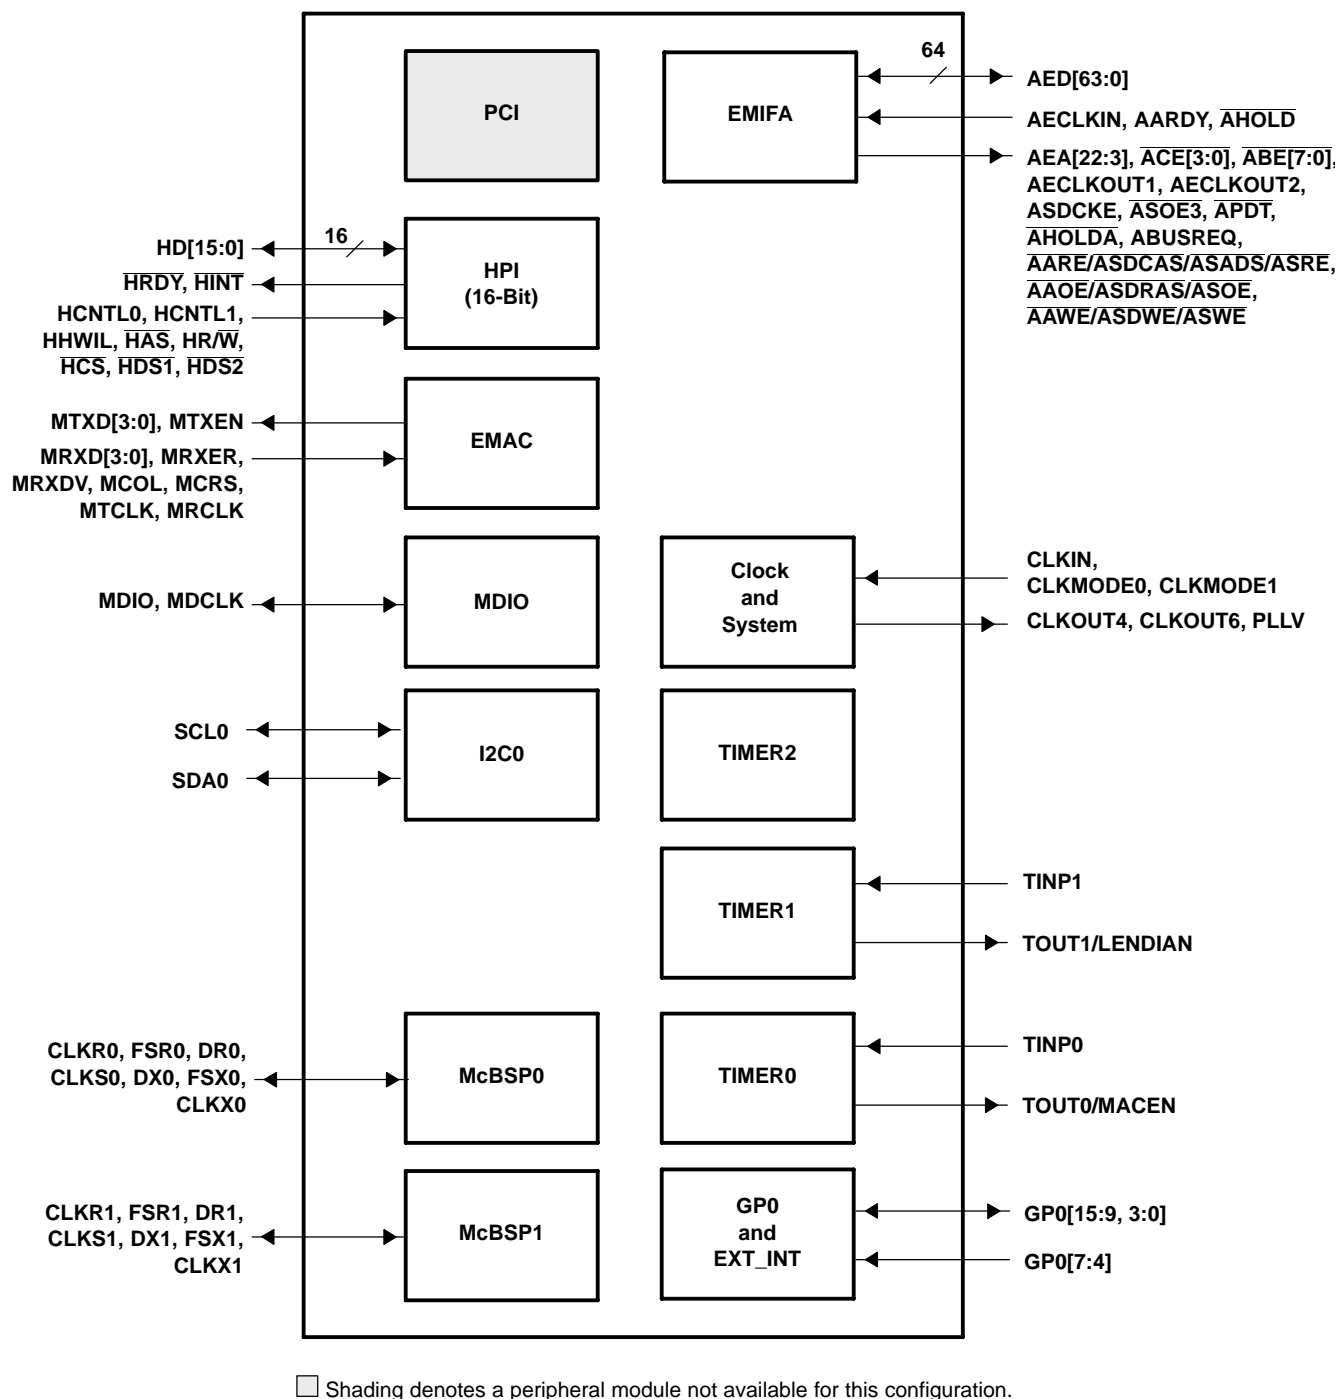 PCI
64
EMIFA
AED[63:0]
AECLKIN, AARDY, AHOLD
AEA[22:3], ACE[3:0], ABE[7:0],
AECLKOUT1, AECLKOUT2,
ASDCKE, ASOE3, APDT,
AHOLDA, ABUSREQ,
AARE/ASDCAS/ASADS/ASRE,
AAOE/ASDRAS/ASOE,
AAWE/ASDWE/ASWE
HD[15:0]
16
HRDY, HINT
HCNTL0, HCNTL1,
HHWIL, HAS, HR/W,
HCS, HDS1, HDS2
HPI
(16-Bit)
MTXD[3:0], MTXEN
MRXD[3:0], MRXER,
MRXDV, MCOL, MCRS,
MTCLK, MRCLK
EMAC
MDIO, MDCLK
MDIO
Clock
and
System
CLKIN,
CLKMODE0, CLKMODE1
CLKOUT4, CLKOUT6, PLLV
SCL0
SDA0
I2C0
TIMER2
TIMER1
TINP1
TOUT1/LENDIAN
CLKR0, FSR0, DR0,
CLKS0, DX0, FSX0,
CLKX0
McBSP0
TIMER0
TINP0
TOUT0/MACEN
CLKR1, FSR1, DR1,
CLKS1, DX1, FSX1,
CLKX1
McBSP1
GP0
and
EXT_INT
GP0[15:9, 3:0]
GP0[7:4]
Shading denotes a peripheral module not available for this configuration.